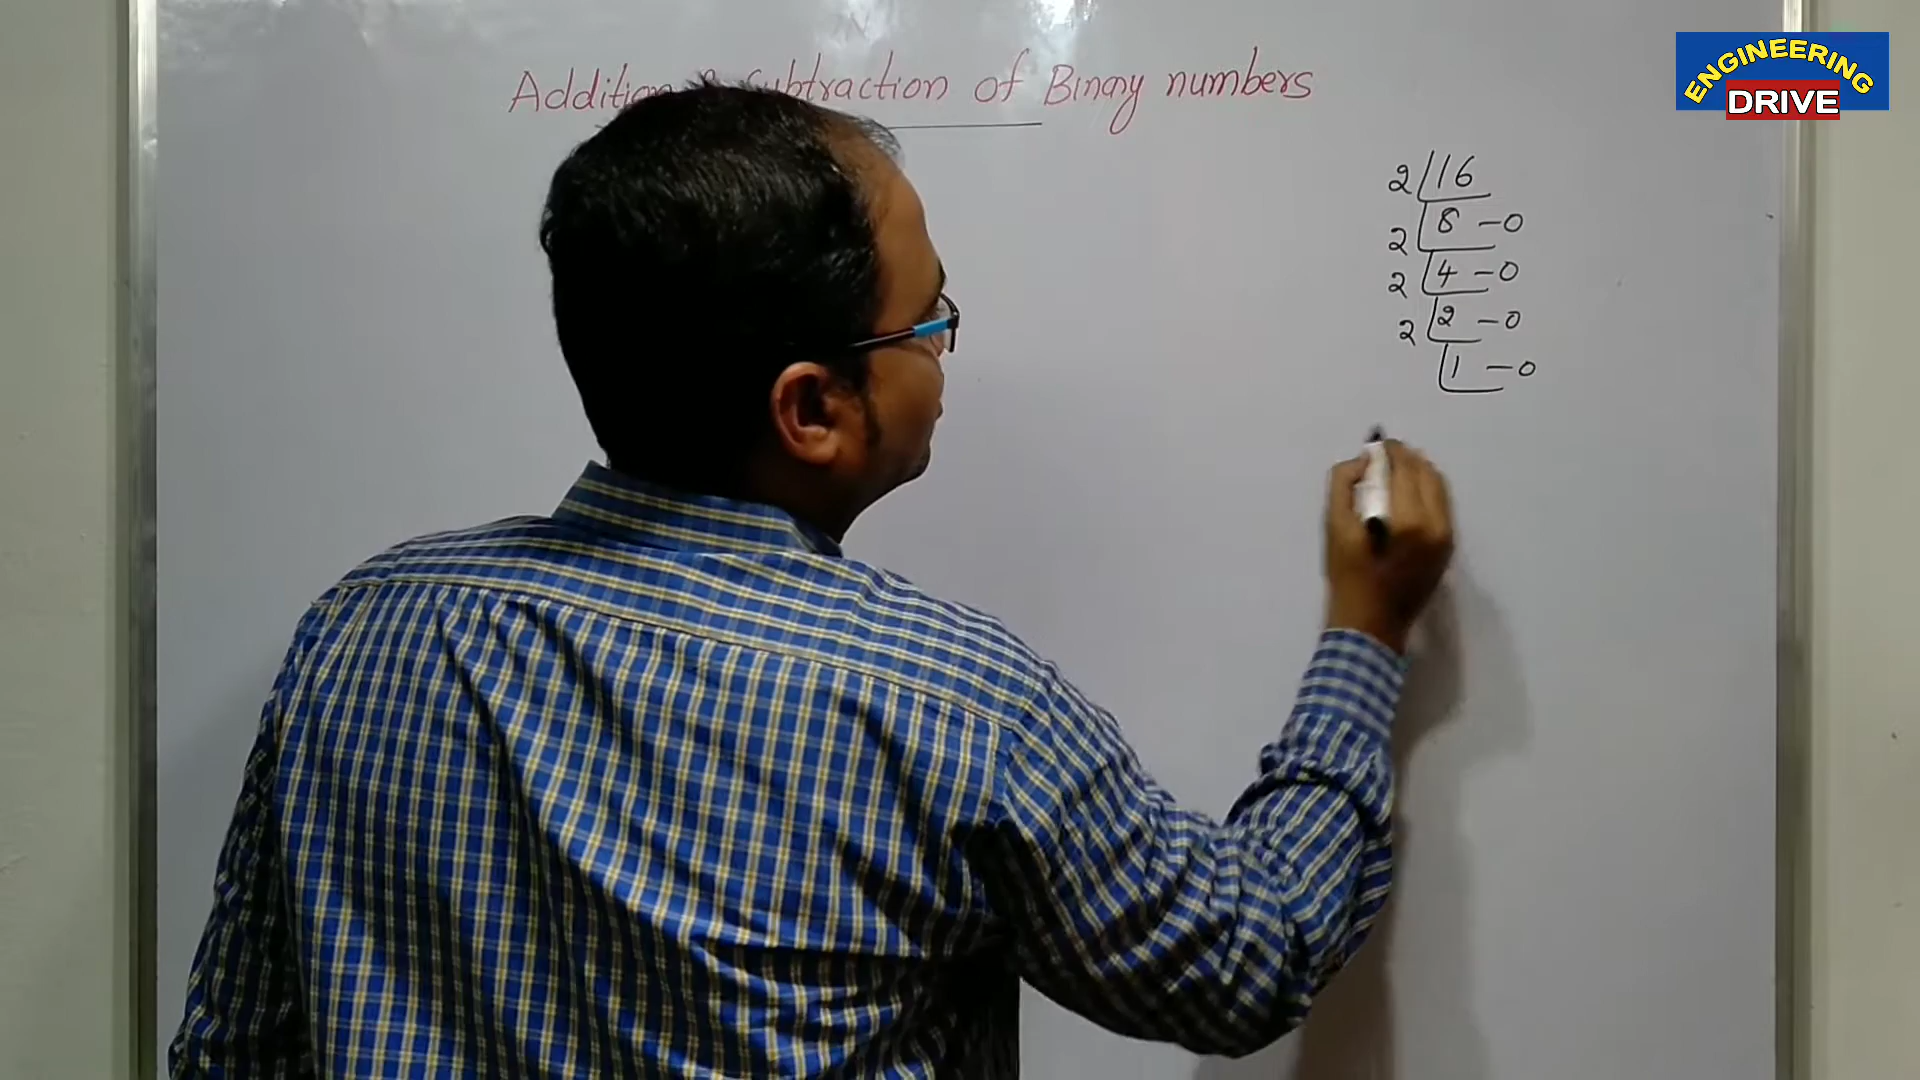 Addition Subtraction of Binary numbers
ENGINEERING
DRIVE
2 16
2 8 - 0
2 4 - 0
2 2 - 0
1 - 0